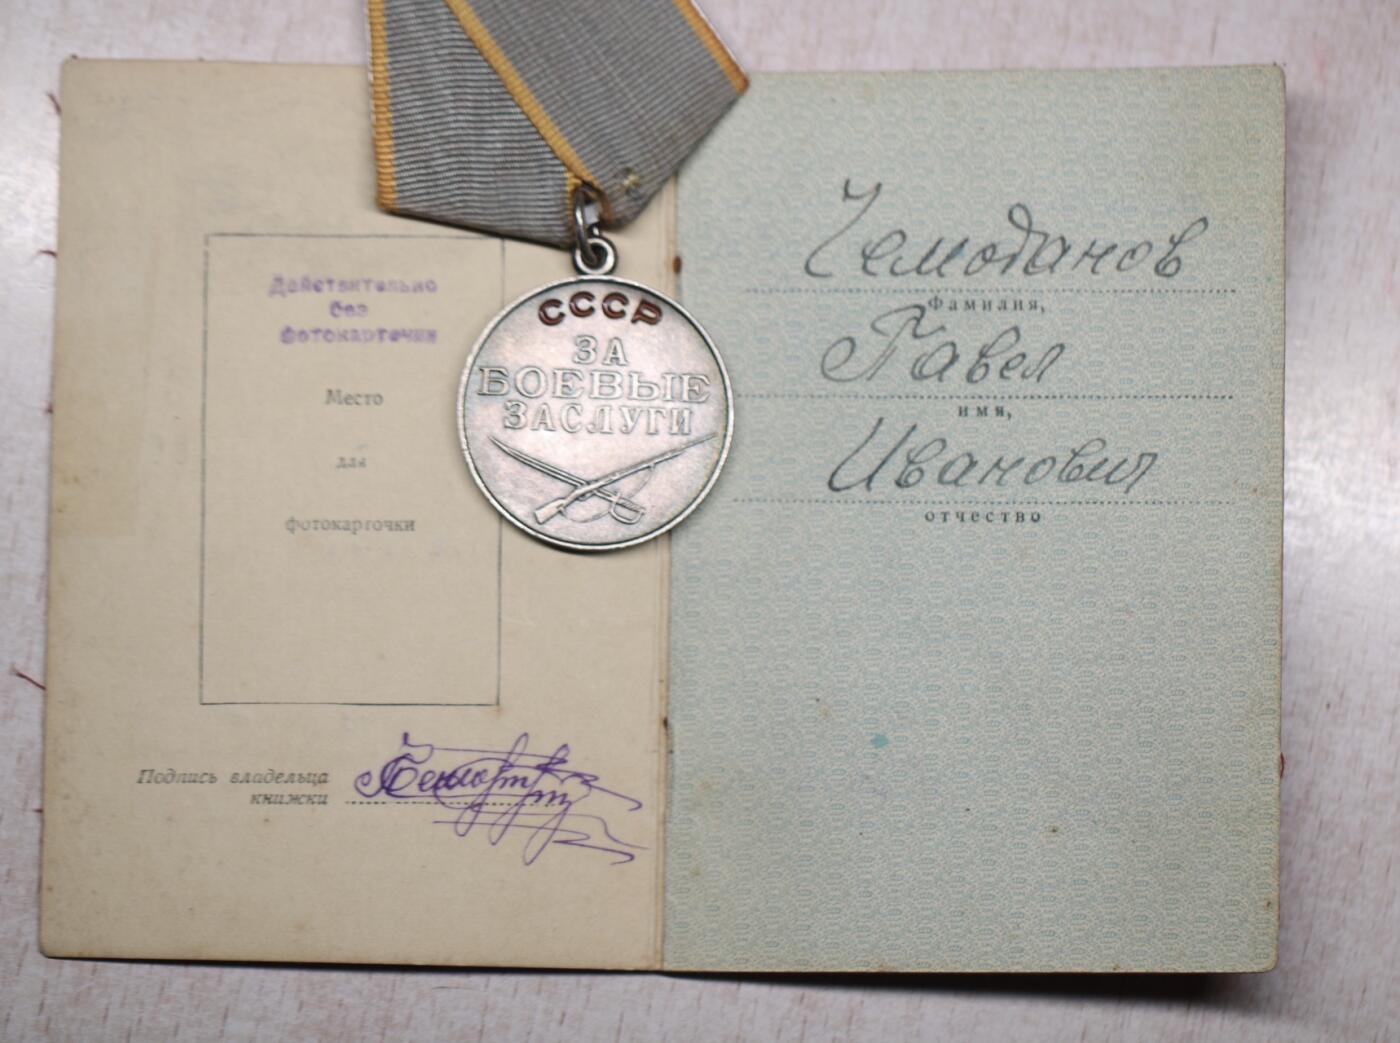 Действительно
без
фотокарточки
Место
для
фотокарточки
Подпись владельца
книжки
СССР
ЗА
БОЕВЫЕ
ЗАСЛУГИ
Чемоданов
Фамилия,
Павел
имя,
Иванович
отчество